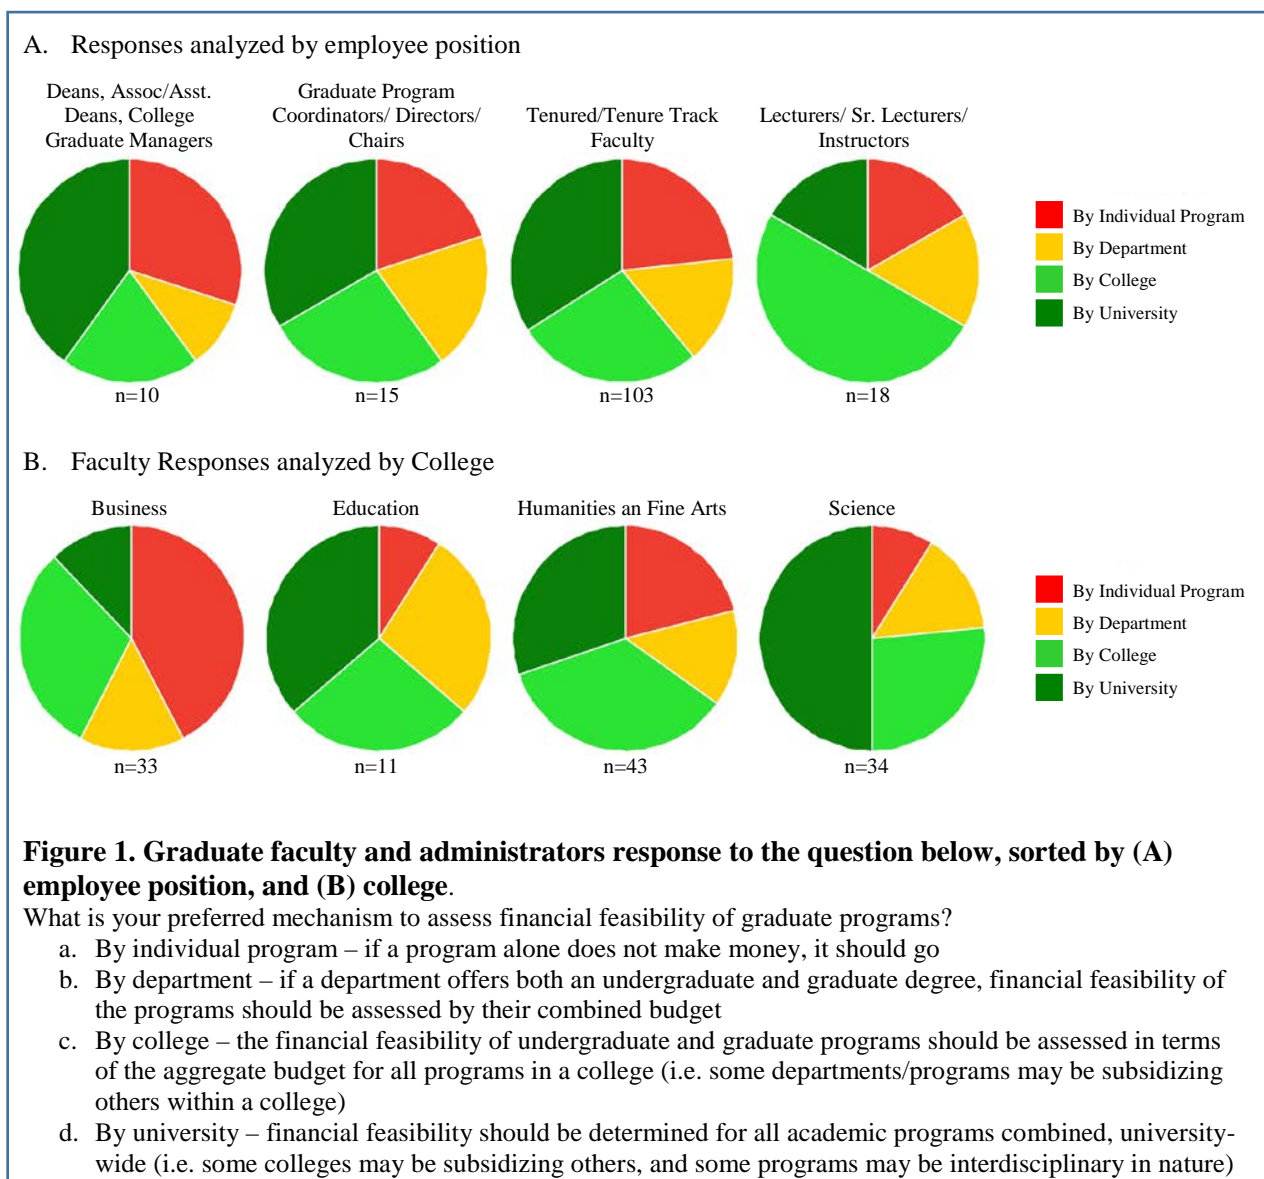 A. Responses analyzed by employee position
Deans, Assoc/Asst.
Deans, College
Graduate Managers
Graduate Program
Coordinators/ Directors/
Chairs
Tenured/Tenure Track
Faculty
Lecturers/ Sr. Lecturers/
Instructors
By Individual Program
By Department
By College
By University
n=10
n=15
n=103
n=18
B. Faculty Responses analyzed by College
Business
Education
Humanities an Fine Arts
Science
By Individual Program
By Department
By College
By University
n=33
n=11
n=43
n=34
Figure 1. Graduate faculty and administrators response to the question below, sorted by (A)
employee position, and (B) college.
What is your preferred mechanism to assess financial feasibility of graduate programs?
a. By individual program – if a program alone does not make money, it should go
b. By department – if a department offers both an undergraduate and graduate degree, financial feasibility of
the programs should be assessed by their combined budget
c. By college – the financial feasibility of undergraduate and graduate programs should be assessed in terms
of the aggregate budget for all programs in a college (i.e. some departments/programs may be subsidizing
others within a college)
d. By university – financial feasibility should be determined for all academic programs combined, university-
wide (i.e. some colleges may be subsidizing others, and some programs may be interdisciplinary in nature)